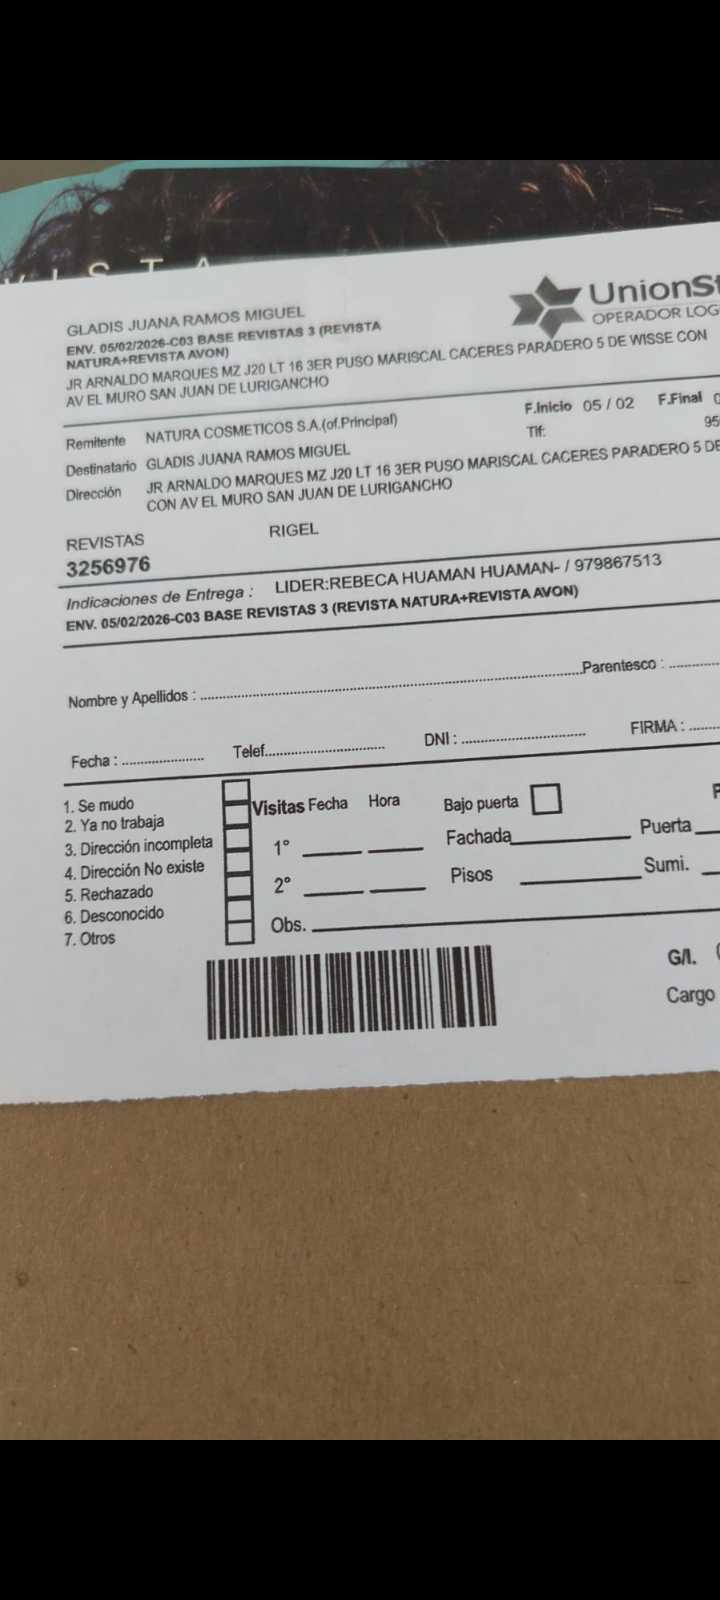 VISTA
GLADIS JUANA RAMOS MIGUEL
ENV. 05/02/2026-C03 BASE REVISTAS 3 (REVISTA
NATURA+REVISTA AVON)
JR ARNALDO MARQUES MZ J20 LT 16 3ER PUSO MARISCAL CACERES PARADERO 5 DE WISSE CON
AV EL MURO SAN JUAN DE LURIGANCHO
UnionSt
OPERADOR LOG
Remitente NATURA COSMETICOS S.A.(of.Principal)
F.Inicio 05 / 02 F.Final 0
Destinatario GLADIS JUANA RAMOS MIGUEL
Tlf: 95
Dirección JR ARNALDO MARQUES MZ J20 LT 16 3ER PUSO MARISCAL CACERES PARADERO 5 DE
CON AV EL MURO SAN JUAN DE LURIGANCHO
REVISTAS RIGEL
3256976
Indicaciones de Entrega : LIDER:REBECA HUAMAN HUAMAN- / 979867513
ENV. 05/02/2026-C03 BASE REVISTAS 3 (REVISTA NATURA+REVISTA AVON)
Nombre y Apellidos : Parentesco :
Fecha : Telef. DNI : FIRMA :
1. Se mudo
2. Ya no trabaja
3. Dirección incompleta
4. Dirección No existe
5. Rechazado
6. Desconocido
7. Otros
Visitas Fecha Hora Bajo puerta
1° Fachada Puerta
2° Pisos Sumi.
Obs.
G/I.
Cargo